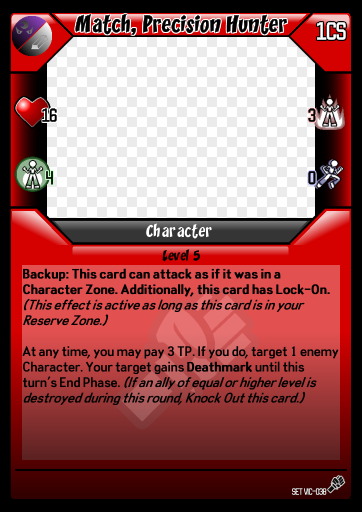 Match, Precision Hunter
1CS
16
3
4
0
Character
Level 5
Backup: This card can attack as if it was in a
Character Zone. Additionally, this card has Lock-On.
(This effect is active as long as this card is in your
Reserve Zone.)
At any time, you may pay 3 TP. If you do, target 1 enemy
Character. Your target gains Deathmark until this
turn's End Phase. (If an ally of equal or higher level is
destroyed during this round, Knock Out this card.)
SET VIC-038